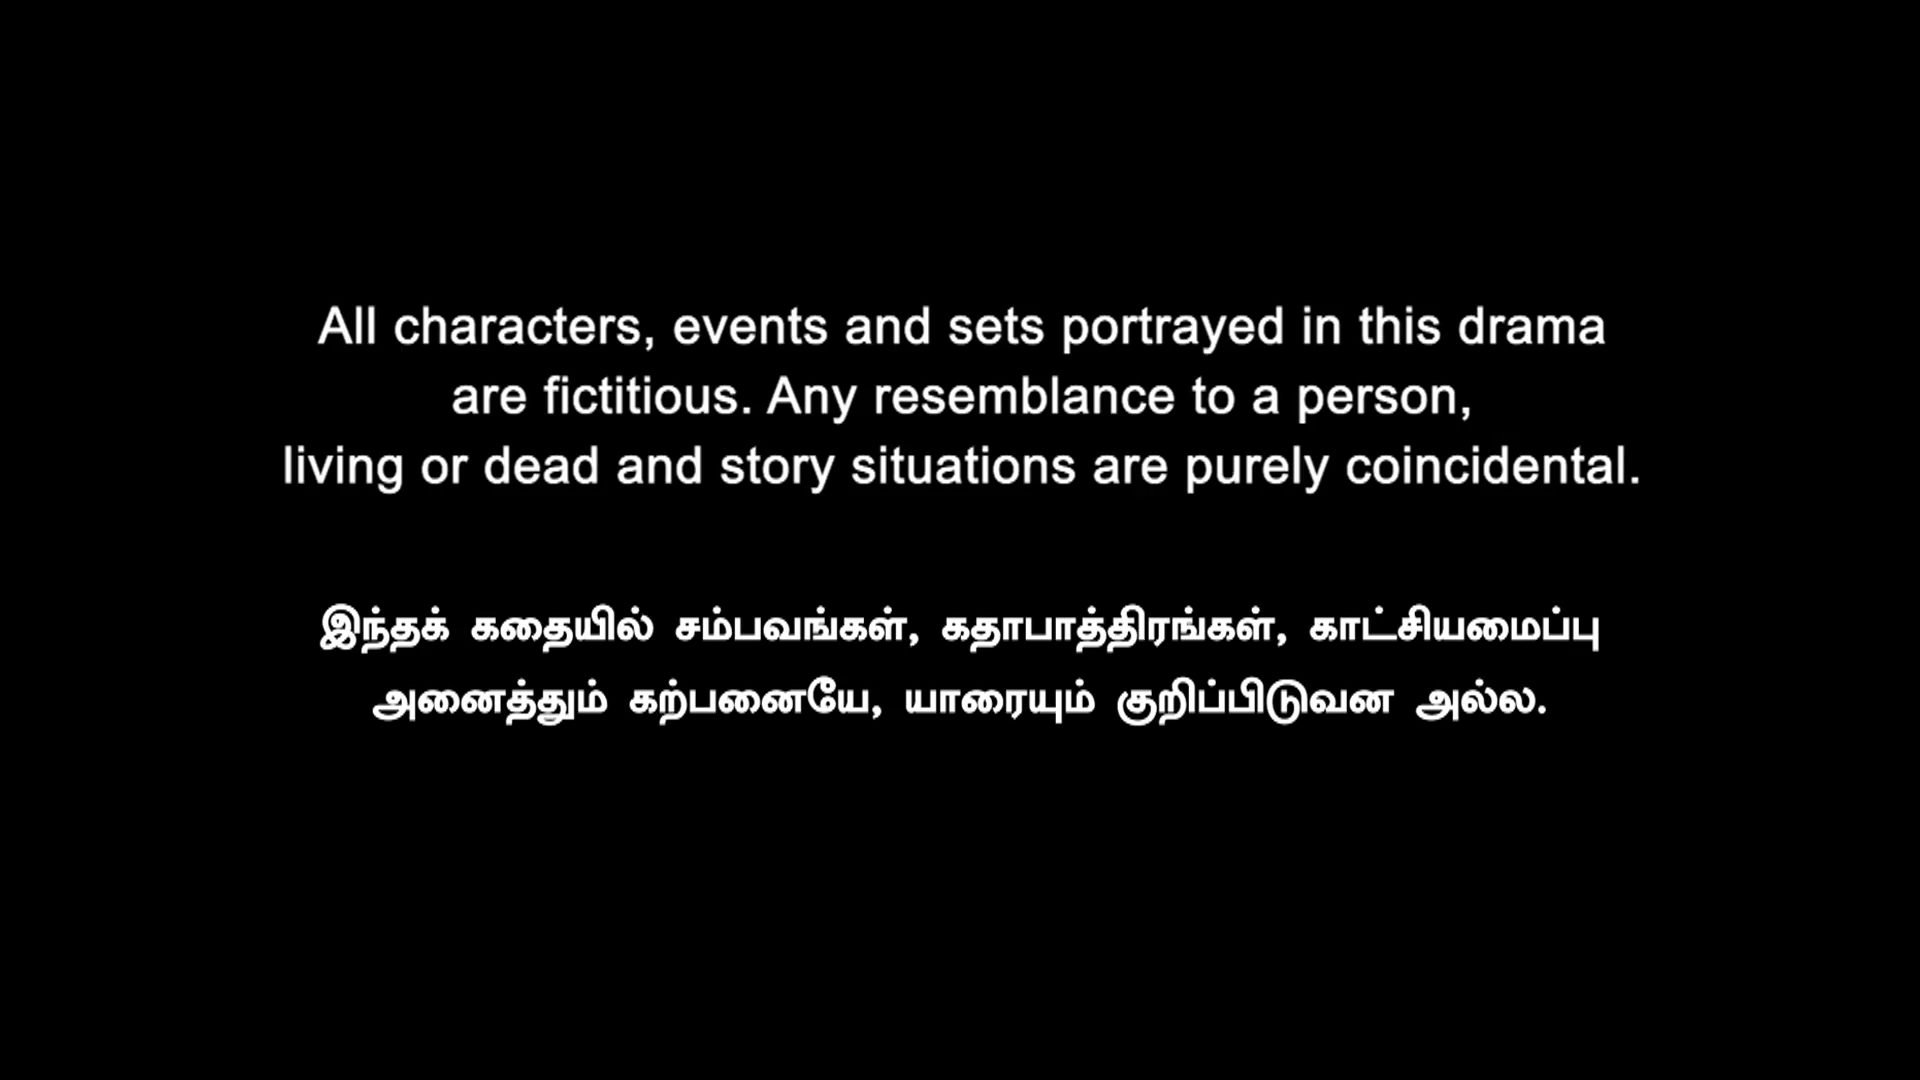 All characters, events and sets portrayed in this drama
are fictitious. Any resemblance to a person,
living or dead and story situations are purely coincidental.
இந்தக் கதையில் சம்பவங்கள், கதாபாத்திரங்கள், காட்சியமைப்பு
அனைத்தும் கற்பனையே, யாரையும் குறிப்பிடுவன அல்ல.